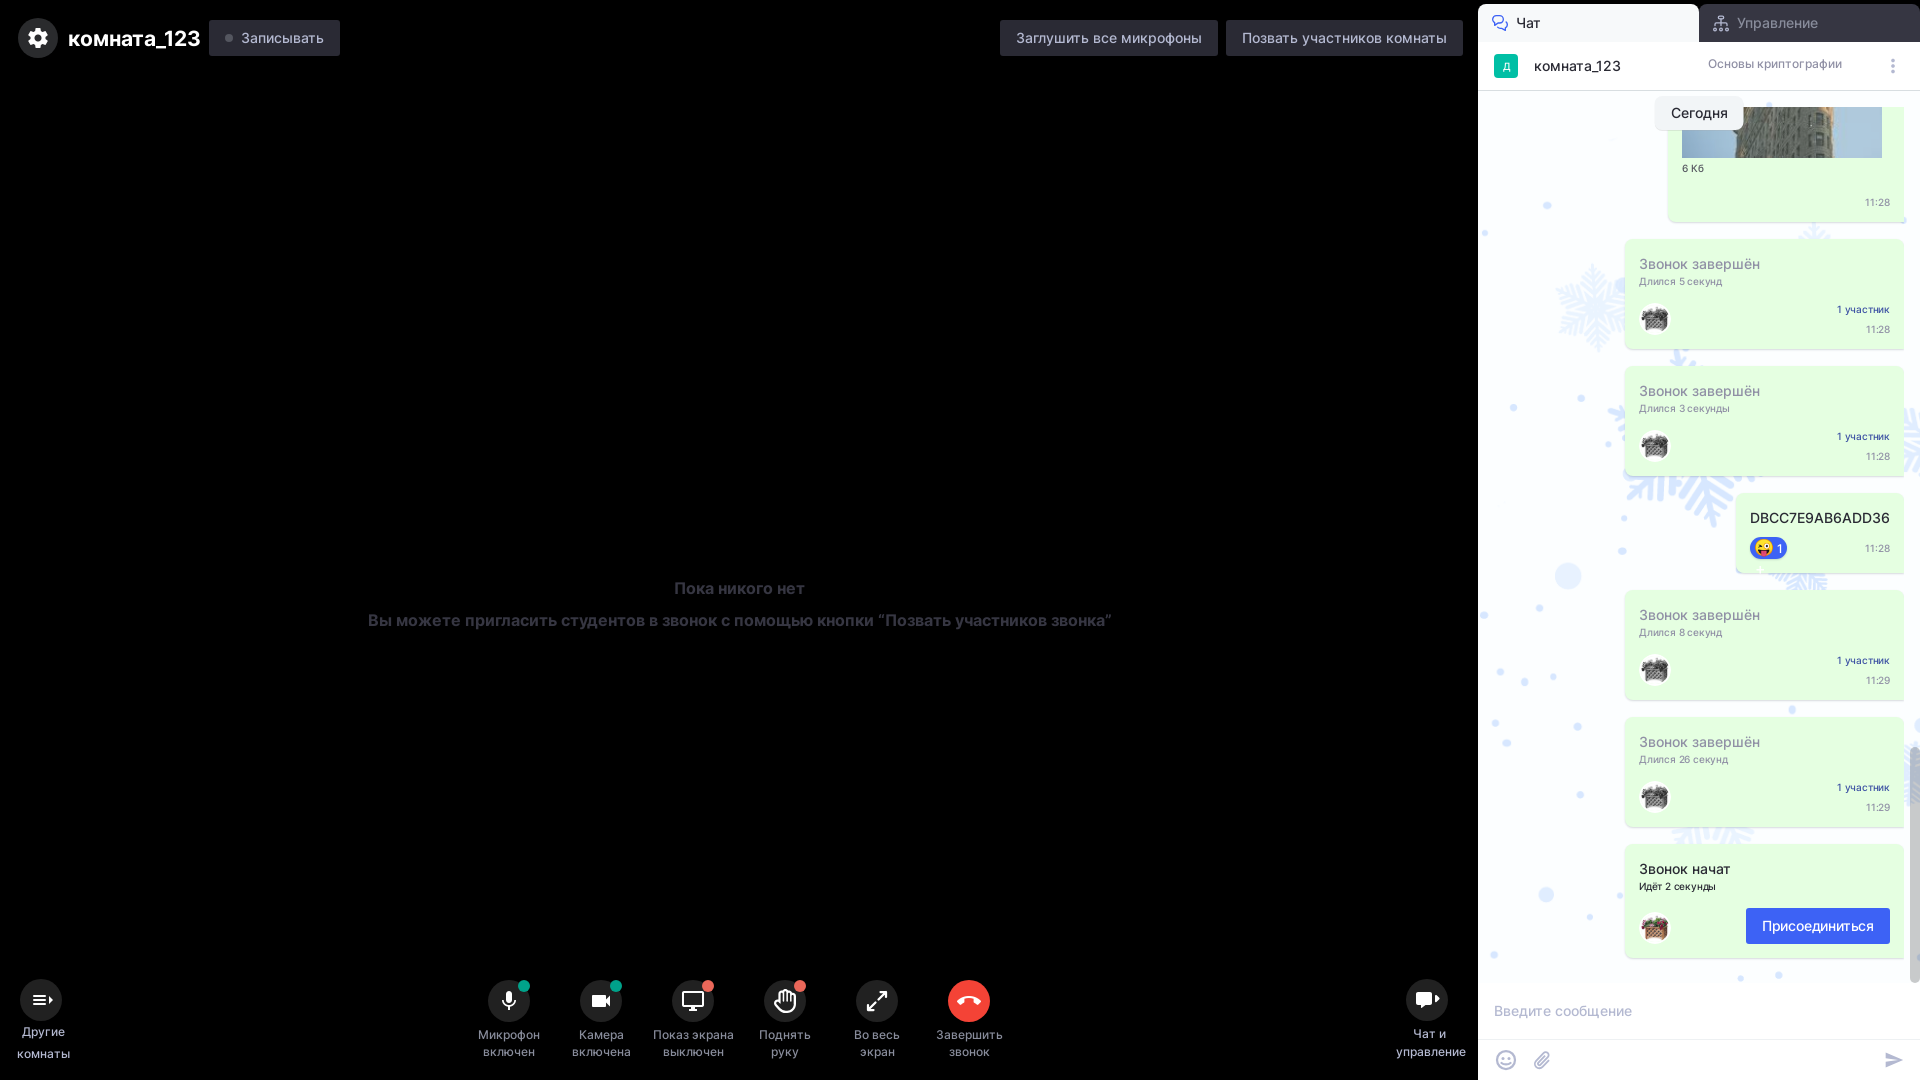 комната_123
Записывать
Заглушить все микрофоны
Позвать участников комнаты
Чат
Управление
Д
комната_123
Основы криптографии
Сегодня
6 Кб
11:28
Звонок завершён
Длился 5 секунд
1 участник
11:28
Звонок завершён
Длился 3 секунды
1 участник
11:28
DBCC7E9AB6ADD36
1
11:28
Звонок завершён
Длился 8 секунд
1 участник
11:29
Звонок завершён
Длился 26 секунд
1 участник
11:29
Звонок начат
Идёт 2 секунды
Присоединиться
Пока никого нет
Вы можете пригласить студентов в звонок с помощью кнопки “Позвать участников звонка”
Другие
комнаты
Микрофон
включен
Камера
включена
Показ экрана
выключен
Поднять
руку
Во весь
экран
Завершить
звонок
Чат и
управление
Введите сообщение